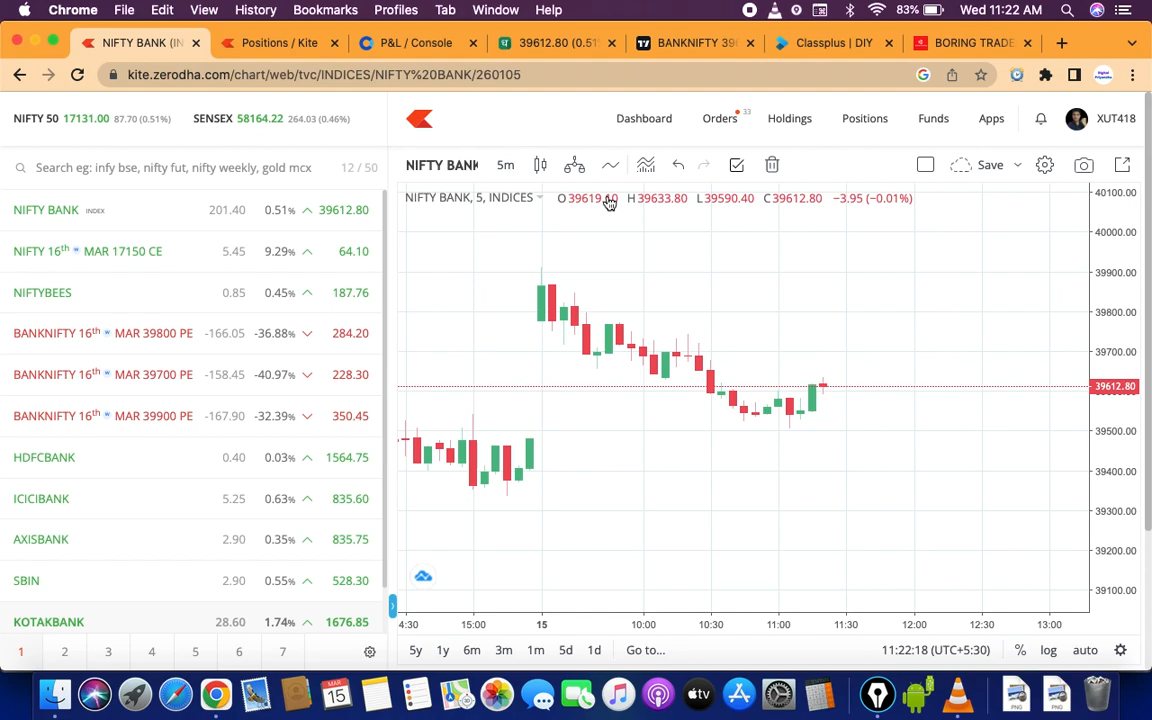 Chrome File Edit View History Bookmarks Profiles Tab Window Help 83% Wed 11:22 AM
NIFTY BANK (IN × Positions / Kite × P&L / Console × 39612.80 (0.51 × BANKNIFTY 39 × Classplus | DIY × BORING TRADE ×
kite.zerodha.com/chart/web/tvc/INDICES/NIFTY%20BANK/260105
NIFTY 50 17131.00 87.70 (0.51%) SENSEX 58164.22 264.03 (0.46%)
Dashboard Orders 33 Holdings Positions Funds Apps XUT418
Search eg: infy bse, nifty fut, nifty weekly, gold mcx 12 / 50
NIFTY BANK 5m Save
NIFTY BANK, 5, INDICES O39619.10 H39633.80 L39590.40 C39612.80 −3.95 (−0.01%)
NIFTY BANK INDEX 201.40 0.51% 39612.80
NIFTY 16th W MAR 17150 CE 5.45 9.29% 64.10
NIFTYBEES 0.85 0.45% 187.76
BANKNIFTY 16th W MAR 39800 PE -166.05 -36.88% 284.20
BANKNIFTY 16th W MAR 39700 PE -158.45 -40.97% 228.30
BANKNIFTY 16th W MAR 39900 PE -167.90 -32.39% 350.45
HDFCBANK 0.40 0.03% 1564.75
ICICIBANK 5.25 0.63% 835.60
AXISBANK 2.90 0.35% 835.75
SBIN 2.90 0.55% 528.30
KOTAKBANK 28.60 1.74% 1676.85
1 2 3 4 5 6 7
40100.00
40000.00
39900.00
39800.00
39700.00
39612.80
39500.00
39400.00
39300.00
39200.00
39100.00
4:30 15:00 15 10:00 10:30 11:00 11:30 12:00 12:30 13:00
5y 1y 6m 3m 1m 5d 1d Go to... 11:22:18 (UTC+5:30) % log auto
MAR
15
tv
PNG PNG